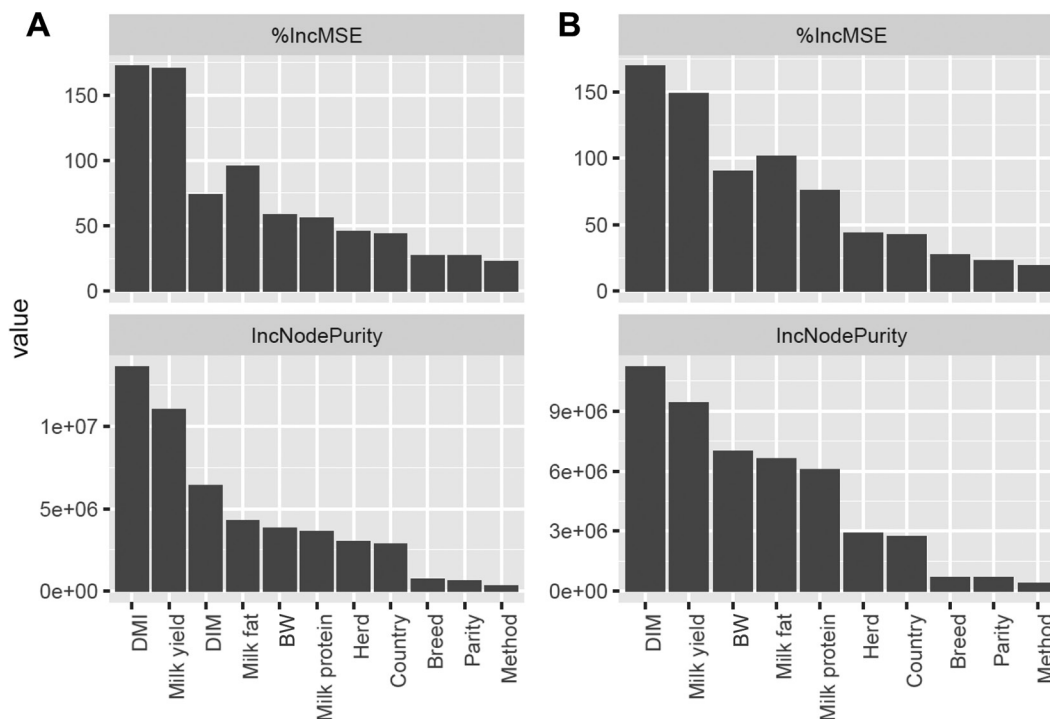 A
B
%IncMSE
%IncMSE
150
100
50
0
150
100
50
0
value
IncNodePurity
IncNodePurity
1e+07
5e+06
0e+00
9e+06
6e+06
3e+06
0e+00
DMI
Milk yield
DIM
Milk fat
BW
Milk protein
Herd
Country
Breed
Parity
Method
DIM
Milk yield
BW
Milk fat
Milk protein
Herd
Country
Breed
Parity
Method